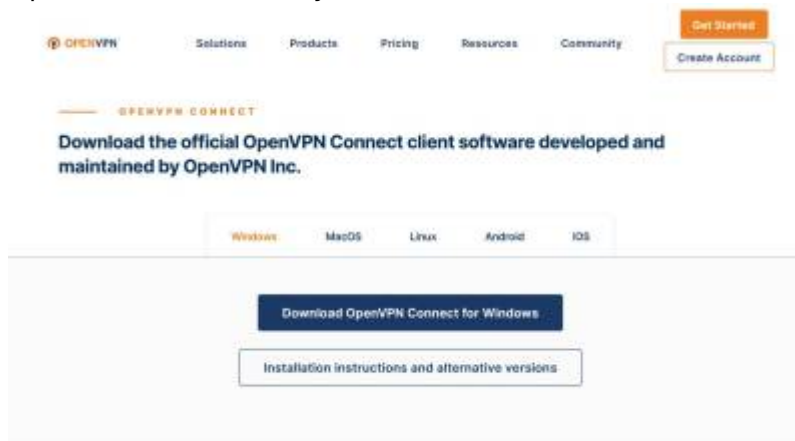 OPENVPN
Solutions Products Pricing Resources Community
Get Started
Create Account
OPENVPN CONNECT
Download the official OpenVPN Connect client software developed and
maintained by OpenVPN Inc.
Windows MacOS Linux Android iOS
Download OpenVPN Connect for Windows
Installation instructions and alternative versions